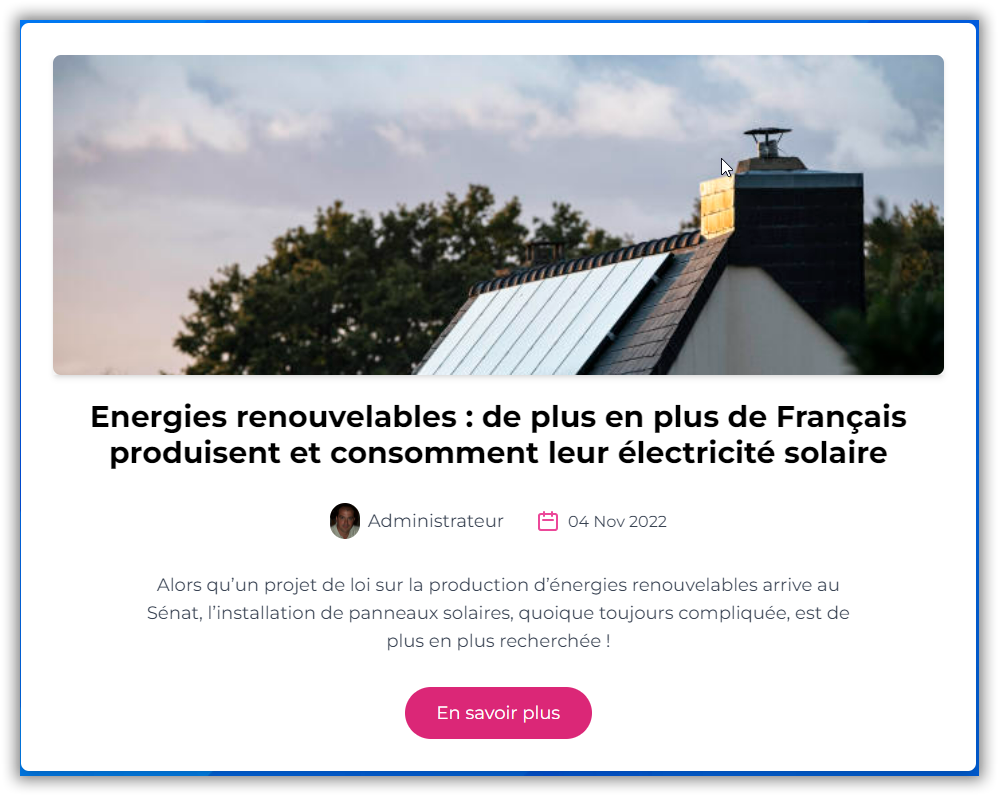 Energies renouvelables : de plus en plus de Français
produisent et consomment leur électricité solaire
Administrateur
04 Nov 2022
Alors qu’un projet de loi sur la production d’énergies renouvelables arrive au
Sénat, l’installation de panneaux solaires, quoique toujours compliquée, est de
plus en plus recherchée !
En savoir plus